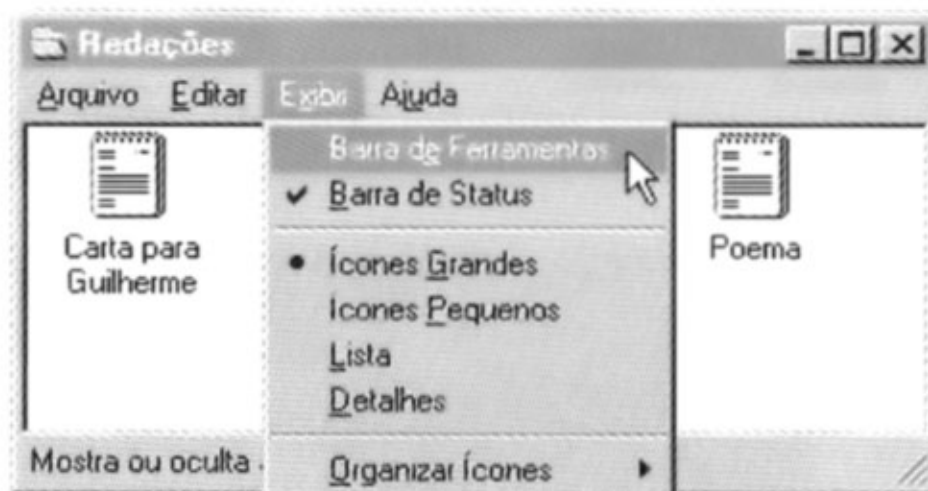 Redações
Arquivo Editar Exibir Ajuda
Barra de Ferramentas
Barra de Status
Ícones Grandes
Ícones Pequenos
Lista
Detalhes
Organizar Ícones
Carta para
Guilherme
Poema
Mostra ou oculta